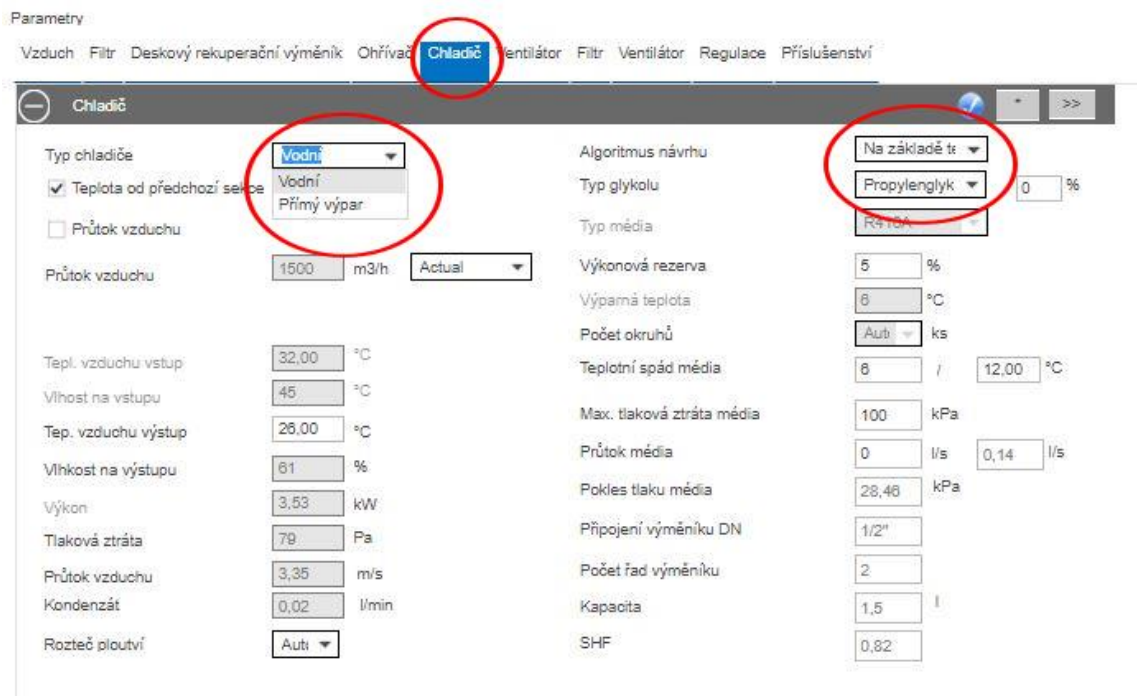 Parametry
Vzduch Filtr Deskový rekuperační výměník Ohřívač Chladič Ventilátor Filtr Ventilátor Regulace Příslušenství
Chladič * >>
Typ chladiče Vodní
Vodní
Přímý výpar
Teplota od předchozí sekce
Průtok vzduchu
Průtok vzduchu 1500 m3/h Actual
Tepl. vzduchu vstup 32,00 °C
Vlhost na vstupu 45 °C
Tep. vzduchu výstup 26,00 °C
Vlhkost na výstupu 61 %
Výkon 3,53 kW
Tlaková ztráta 79 Pa
Průtok vzduchu 3,35 m/s
Kondenzát 0,02 l/min
Rozteč ploutví Aut
Algoritmus návrhu Na základě te
Typ glykolu Propylenglyk 0 %
Typ média R410A
Výkonová rezerva 5 %
Výparná teplota 6 °C
Počet okruhů Aut ks
Teplotní spád média 6 / 12,00 °C
Max. tlaková ztráta média 100 kPa
Průtok média 0 l/s 0,14 l/s
Pokles tlaku média 28,46 kPa
Připojení výměníku DN 1/2"
Počet řad výměníku 2
Kapacita 1,5 l
SHF 0,82